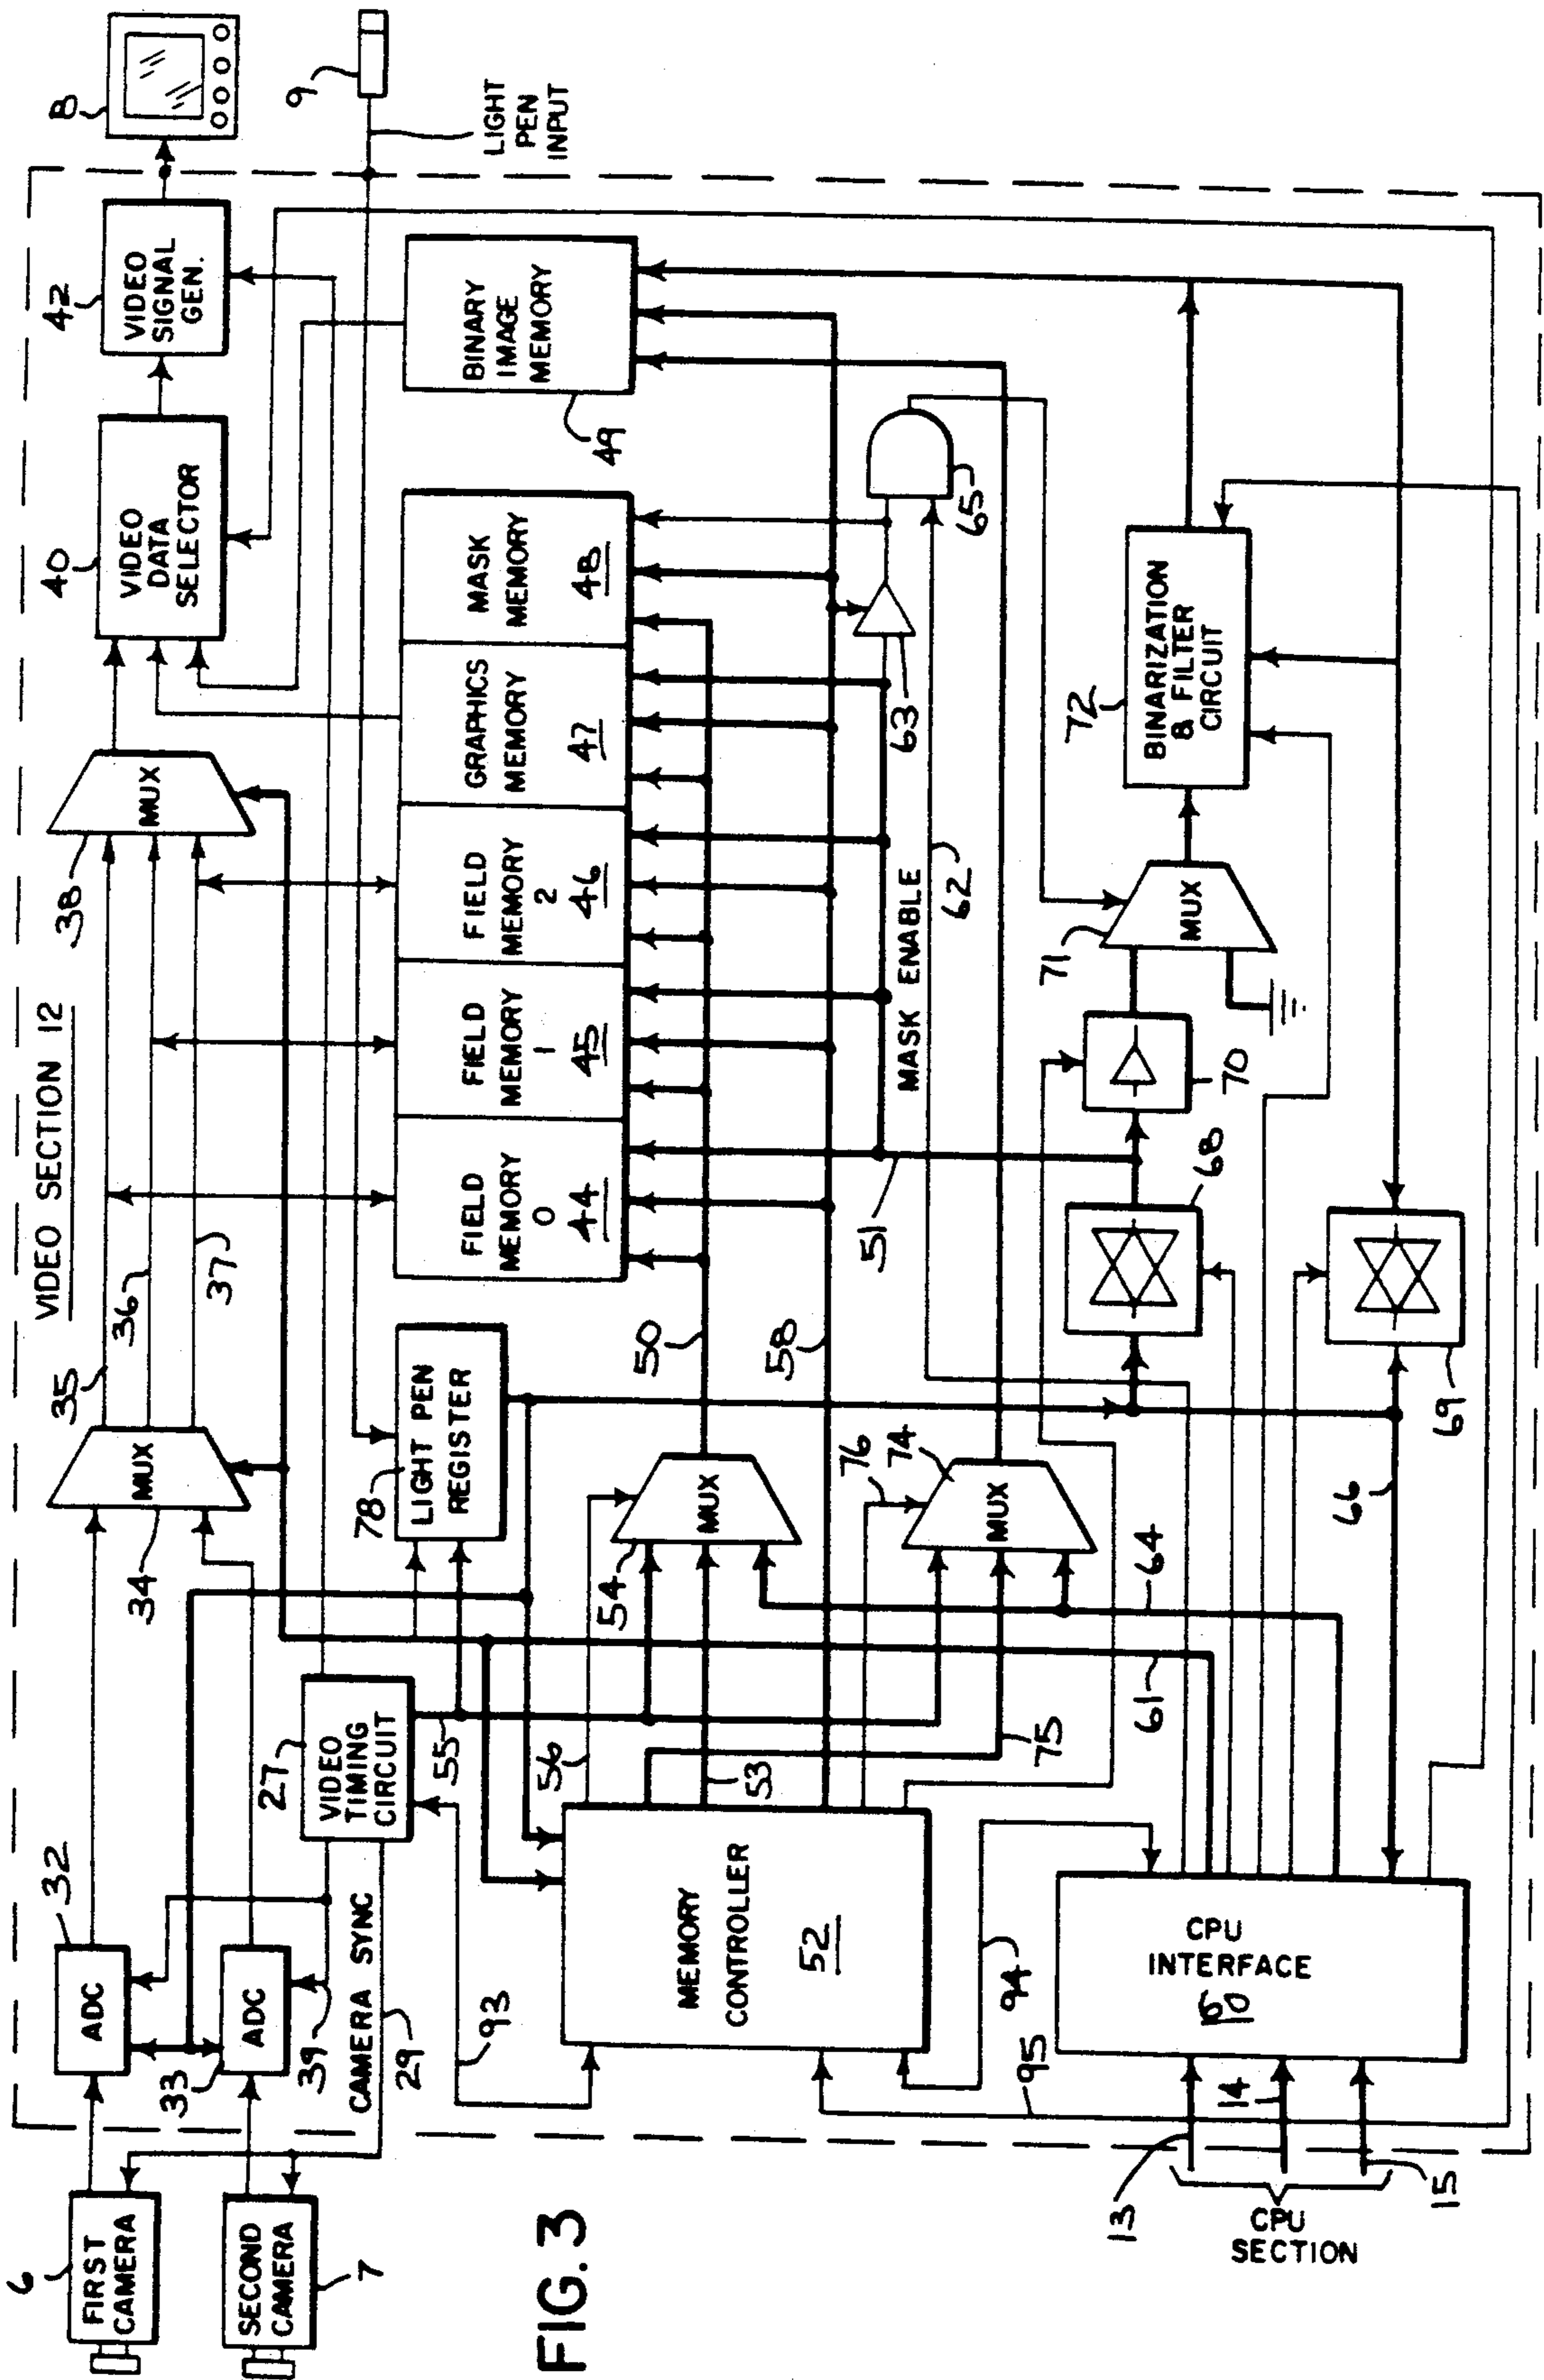 VIDEO SECTION 12
6
FIRST
CAMERA
SECOND
CAMERA
7
32
ADC
33
ADC
39
CAMERA SYNC
29
93
27
VIDEO
TIMING
CIRCUIT
55
34
MUX
35
36
37
38
MUX
40
VIDEO
DATA
SELECTOR
42
VIDEO
SIGNAL
GEN.
8
9
LIGHT
PEN
INPUT
78
LIGHT PEN
REGISTER
FIELD
MEMORY
0
44
FIELD
MEMORY
1
45
FIELD
MEMORY
2
46
GRAPHICS
MEMORY
47
MASK
MEMORY
48
BINARY
IMAGE
MEMORY
49
50
58
51
54
MUX
56
53
76
74
MUX
75
64
61
66
MASK ENABLE
62
63
65
MEMORY
CONTROLLER
52
94
95
CPU
INTERFACE
60
13
14
15
CPU
SECTION
68
69
70
71
MUX
72
BINARIZATION
& FILTER
CIRCUIT
FIG. 3